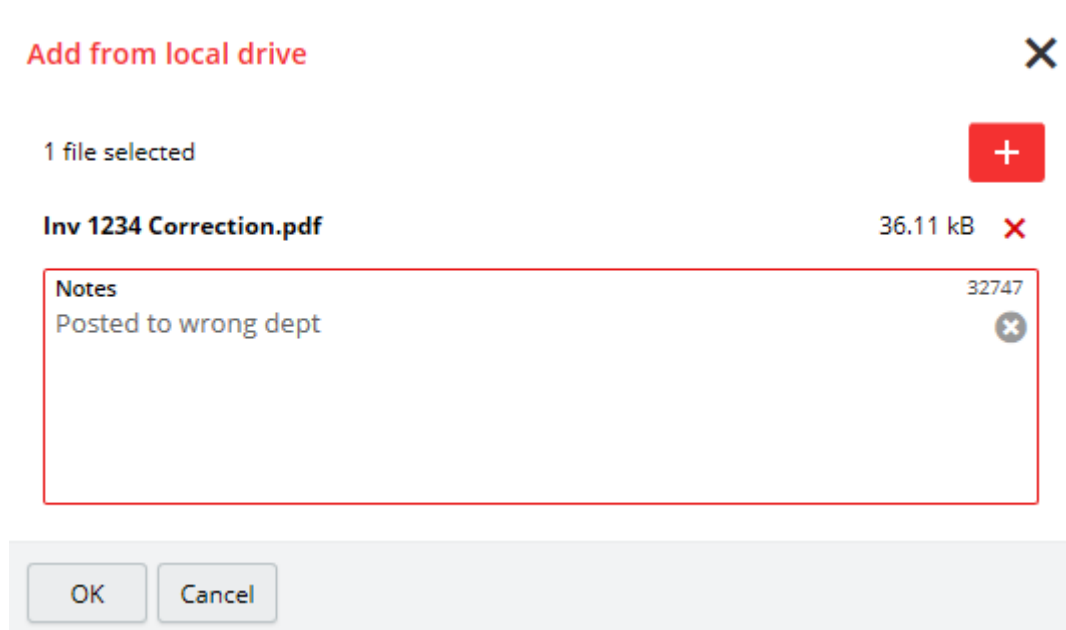 Add from local drive
1 file selected
Inv 1234 Correction.pdf 36.11 kB
Notes 32747
Posted to wrong dept
OK Cancel